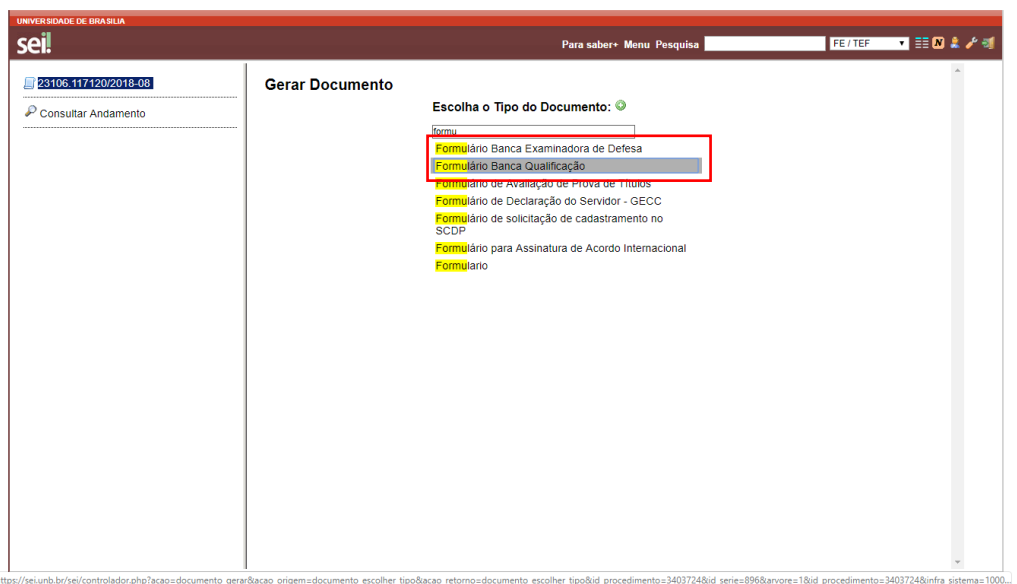 UNIVERSIDADE DE BRASILIA
sei!
Para saber+ Menu Pesquisa
FE / TEF
N
23106.117120/2018-08
Consultar Andamento
Gerar Documento
Escolha o Tipo do Documento:
formu
Formulário Banca Examinadora de Defesa
Formulário Banca Qualificação
Formulário de Avaliação de Prova de Títulos
Formulário de Declaração do Servidor - GECC
Formulário de solicitação de cadastramento no
SCDP
Formulário para Assinatura de Acordo Internacional
Formulario
ttps://sei.unb.br/sei/controlador.php?acao=documento_gerar&acao_origem=documento_escolher_tipo&acao_retorno=documento_escolher_tipo&id_procedimento=3403724&id_serie=896&arvore=1&id_procedimento=3403724&infra_sistema=1000...